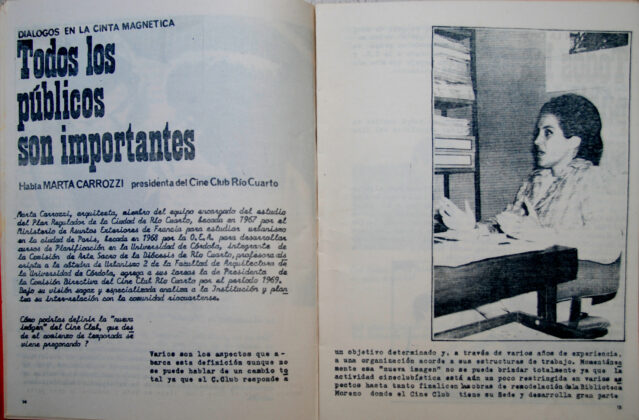 DIALOGOS EN LA CINTA MAGNETICA
Todos los
públicos
son importantes
Habla MARTA CARROZZI presidenta del Cine Club Río Cuarto
Marta Carrozzi, arquitecta, miembro del equipo encargado del estudio
del Plan Regulador de la Ciudad de Río Cuarto, becada en 1967 por el
Ministerio de Asuntos Exteriores de Francia para estudiar urbanismo
en la ciudad de París, becada en 1968 por la O.E.A. para desarrollar
cursos de Planificación en la Universidad de Córdoba, integrante de
la Comisión de Arte Sacro de la Diócesis de Río Cuarto, profesora ad
cripta a la cátedra de Urbanismo 2 de la Facultad de Arquitectura de
la Universidad de Córdoba, agrega a sus tareas la de Presidenta de
la Comisión Directiva del Cine Club Río Cuarto por el período 1969.
Bajo su visión sagaz y especializada analiza a la Institución y plan
tea su inter-relación con la comunidad riocuartense.
Cómo podrías definir la "nueva
imagen" del Cine Club, que des
de el comienzo de temporada se
viene pregonando ?
Varios son los aspectos que a-
barca esta definición aunque no
se puede hablar de un cambio to
tal ya que el C.Club responde a
un objetivo determinado y, a través de varios años de experiencia,
a una organización acorde a sus estructuras de trabajo. Momentáne
mente esa "nueva imagen" no se puede brindar totalmente ya que la
actividad cineclubística está aún un poco restringida en varios as
pectos hasta tanto finalicen las obras de remodelación de la Biblioteca
Moreno donde el Cine Club tiene su Sede y desarrolla gran parte